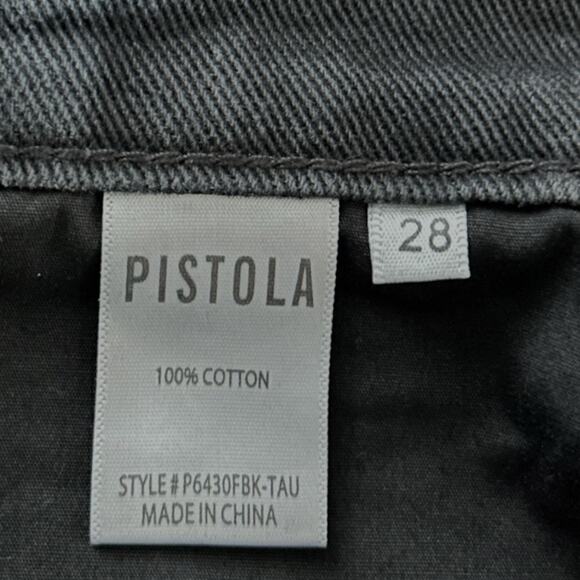 PISTOLA
28
100% COTTON
STYLE# P6430FBK-TAU
MADE IN CHINA